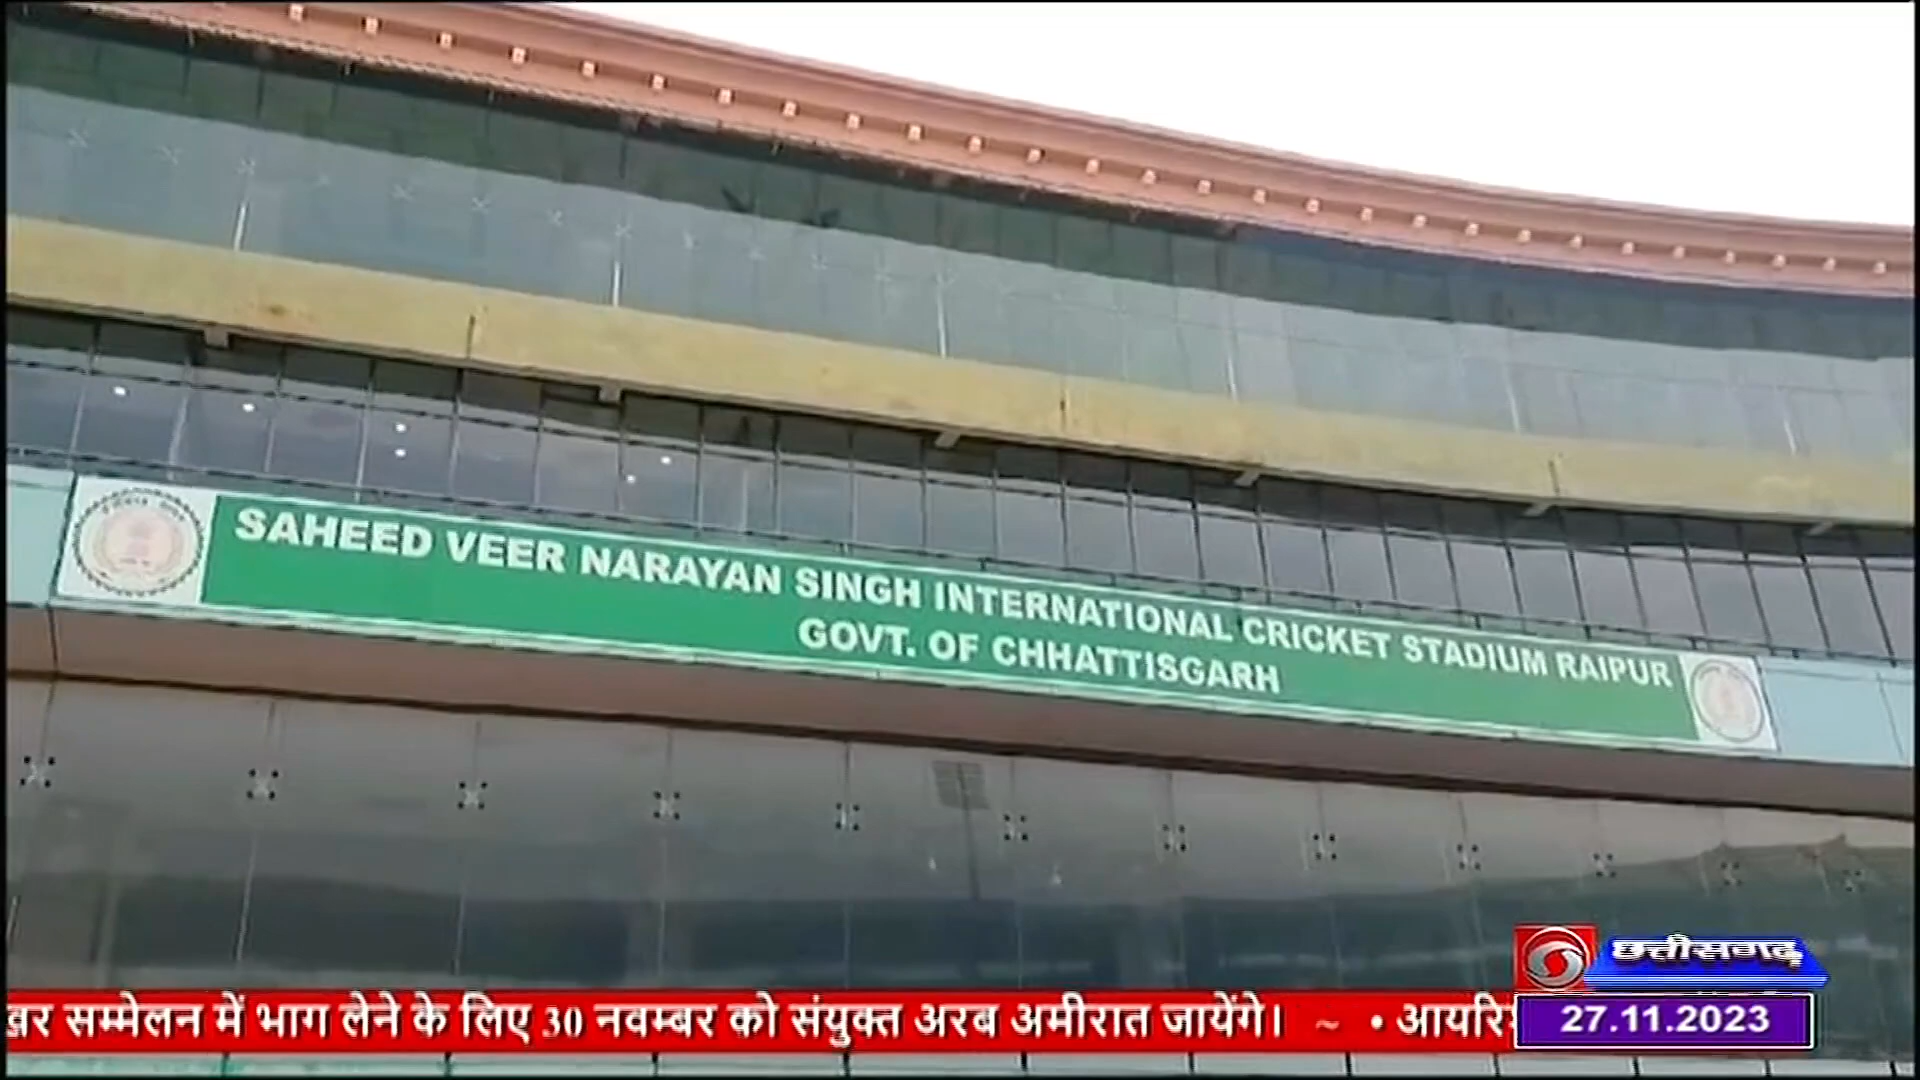 SAHEED VEER NARAYAN SINGH INTERNATIONAL CRICKET STADIUM RAIPUR
GOVT. OF CHHATTISGARH
छत्तीसगढ़
सम्मेलन में भाग लेने के लिए 30 नवम्बर को संयुक्त अरब अमीरात जायेंगे। ~ •
27.11.2023